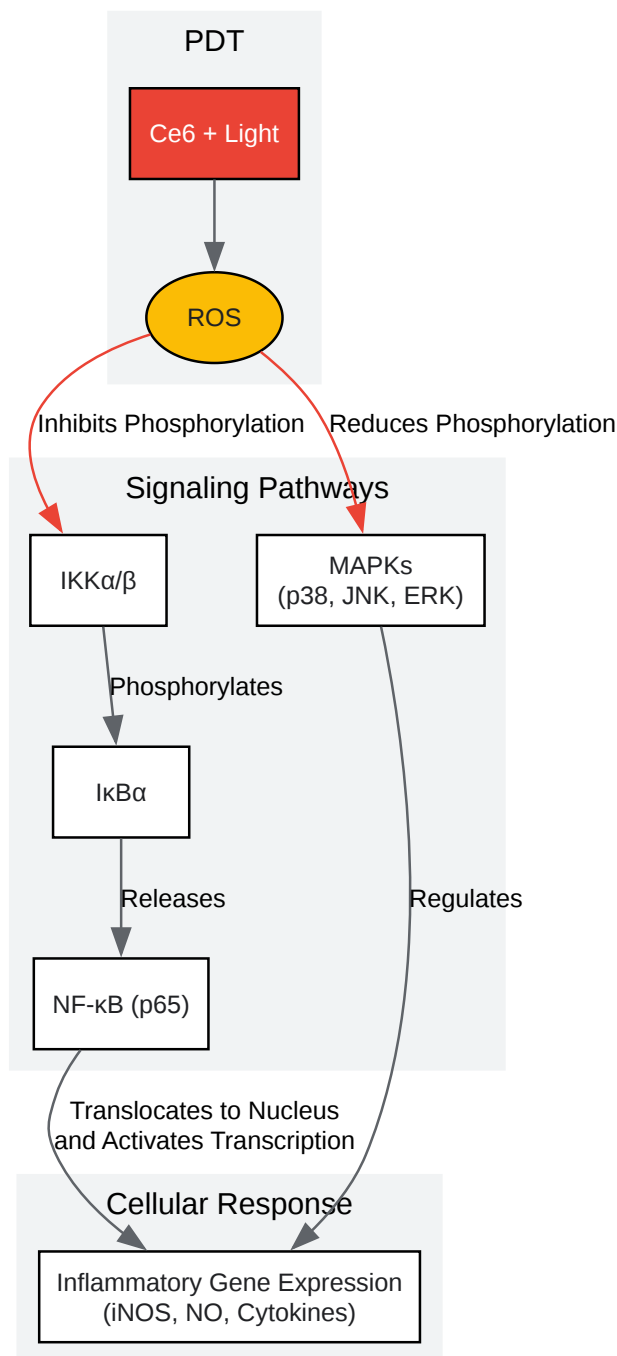 PDT
Ce6 + Light
ROS
Inhibits Phosphorylation
Reduces Phosphorylation
Signaling Pathways
IKKα/β
MAPKs
(p38, JNK, ERK)
Phosphorylates
IκBα
Releases
Regulates
NF-κB (p65)
Translocates to Nucleus
and Activates Transcription
Cellular Response
Inflammatory Gene Expression
(iNOS, NO, Cytokines)